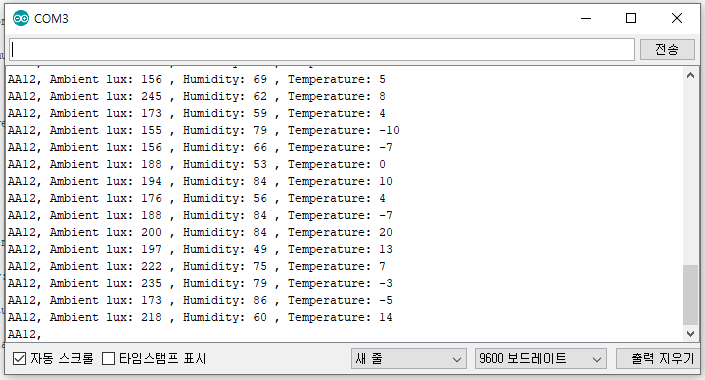 COM3
전송
AA12, Ambient lux: 156 , Humidity: 69 , Temperature: 5
AA12, Ambient lux: 245 , Humidity: 62 , Temperature: 8
AA12, Ambient lux: 173 , Humidity: 59 , Temperature: 4
AA12, Ambient lux: 155 , Humidity: 79 , Temperature: -10
AA12, Ambient lux: 156 , Humidity: 66 , Temperature: -7
AA12, Ambient lux: 188 , Humidity: 53 , Temperature: 0
AA12, Ambient lux: 194 , Humidity: 84 , Temperature: 10
AA12, Ambient lux: 176 , Humidity: 56 , Temperature: 4
AA12, Ambient lux: 188 , Humidity: 84 , Temperature: -7
AA12, Ambient lux: 200 , Humidity: 84 , Temperature: 20
AA12, Ambient lux: 197 , Humidity: 49 , Temperature: 13
AA12, Ambient lux: 222 , Humidity: 75 , Temperature: 7
AA12, Ambient lux: 235 , Humidity: 79 , Temperature: -3
AA12, Ambient lux: 173 , Humidity: 86 , Temperature: -5
AA12, Ambient lux: 218 , Humidity: 60 , Temperature: 14
AA12,
자동 스크롤 타임스탬프 표시 새 줄 9600 보드레이트 출력 지우기